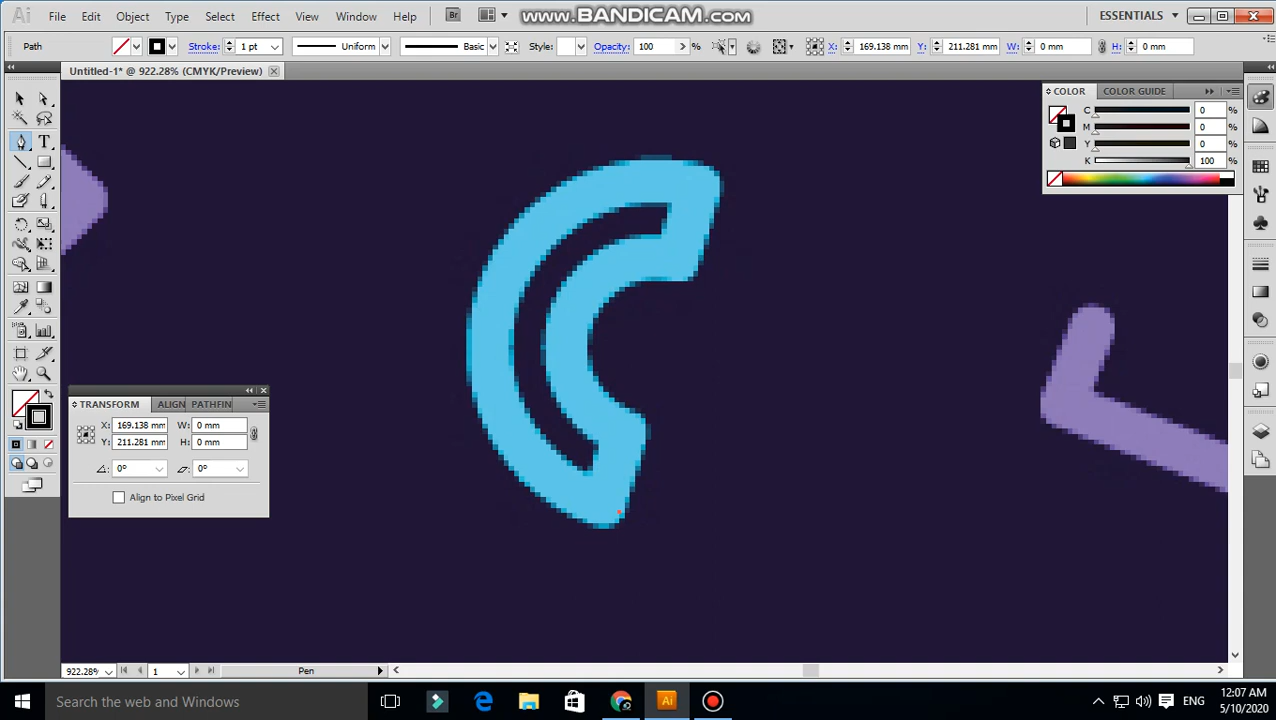 Ai File Edit Object Type Select Effect View Window Help Br www.BANDICAM.com ESSENTIALS
Path Stroke: 1 pt Uniform Basic Style: Opacity: 100 % X: 169.138 mm Y: 211.281 mm W: 0 mm H: 0 mm
Untitled-1* @ 922.28% (CMYK/Preview)
COLOR COLOR GUIDE
C 0 %
M 0 %
Y 0 %
K 100 %
TRANSFORM ALIGN PATHFIN
X: 169.138 mm W: 0 mm
Y: 211.281 mm H: 0 mm
0° 0°
Align to Pixel Grid
922.28% 1 Pen
Search the web and Windows Ai ENG 12:07 AM
5/10/2020